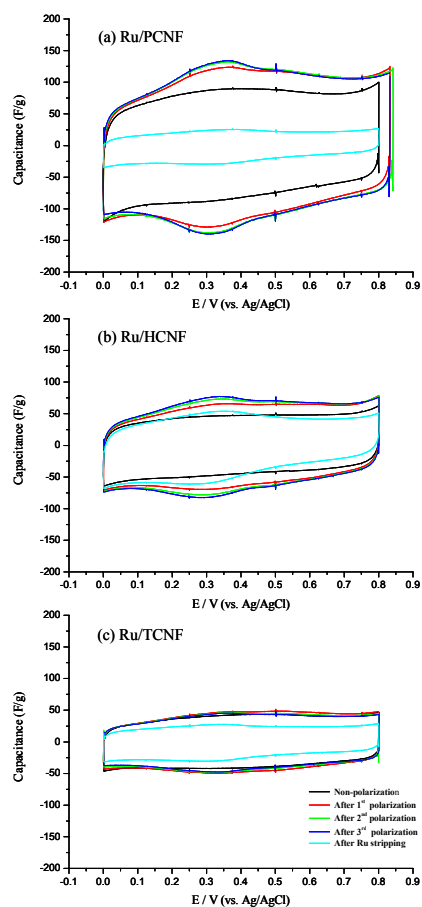 (a) Ru/PCNF
200
150
100
50
0
-50
-100
-150
-200
Capacitance (F/g)
-0.1 0.0 0.1 0.2 0.3 0.4 0.5 0.6 0.7 0.8 0.9
E / V (vs. Ag/AgCl)
(b) Ru/HCNF
200
150
100
50
0
-50
-100
-150
-200
Capacitance (F/g)
-0.1 0.0 0.1 0.2 0.3 0.4 0.5 0.6 0.7 0.8 0.9
E / V (vs. Ag/AgCl)
(c) Ru/TCNF
200
150
100
50
0
-50
-100
-150
-200
Capacitance (F/g)
Non-polarization
After 1st polarization
After 2nd polarization
After 3rd polarization
After Ru stripping
-0.1 0.0 0.1 0.2 0.3 0.4 0.5 0.6 0.7 0.8 0.9
E / V (vs. Ag/AgCl)